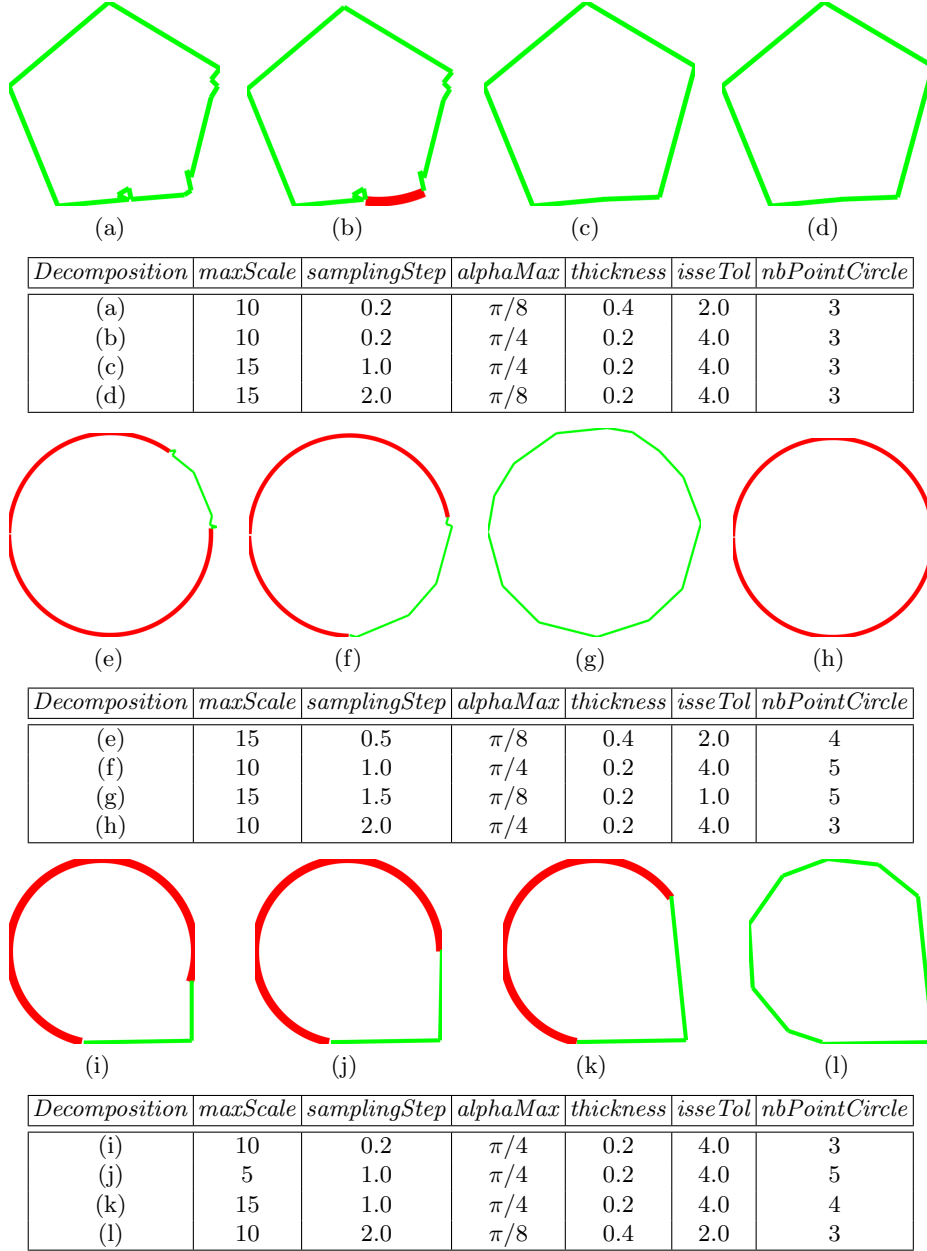 (a) (b) (c) (d)
Decomposition maxScale samplingStep alphaMax thickness isseTol nbPointCircle
(a) 10 0.2 π/8 0.4 2.0 3
(b) 10 0.2 π/4 0.2 4.0 3
(c) 15 1.0 π/4 0.2 4.0 3
(d) 15 2.0 π/8 0.2 4.0 3
(e) (f) (g) (h)
Decomposition maxScale samplingStep alphaMax thickness isseTol nbPointCircle
(e) 15 0.5 π/8 0.4 2.0 4
(f) 10 1.0 π/4 0.2 4.0 5
(g) 15 1.5 π/8 0.2 1.0 5
(h) 10 2.0 π/4 0.2 4.0 3
(i) (j) (k) (l)
Decomposition maxScale samplingStep alphaMax thickness isseTol nbPointCircle
(i) 10 0.2 π/4 0.2 4.0 3
(j) 5 1.0 π/4 0.2 4.0 5
(k) 15 1.0 π/4 0.2 4.0 4
(l) 10 2.0 π/8 0.4 2.0 3